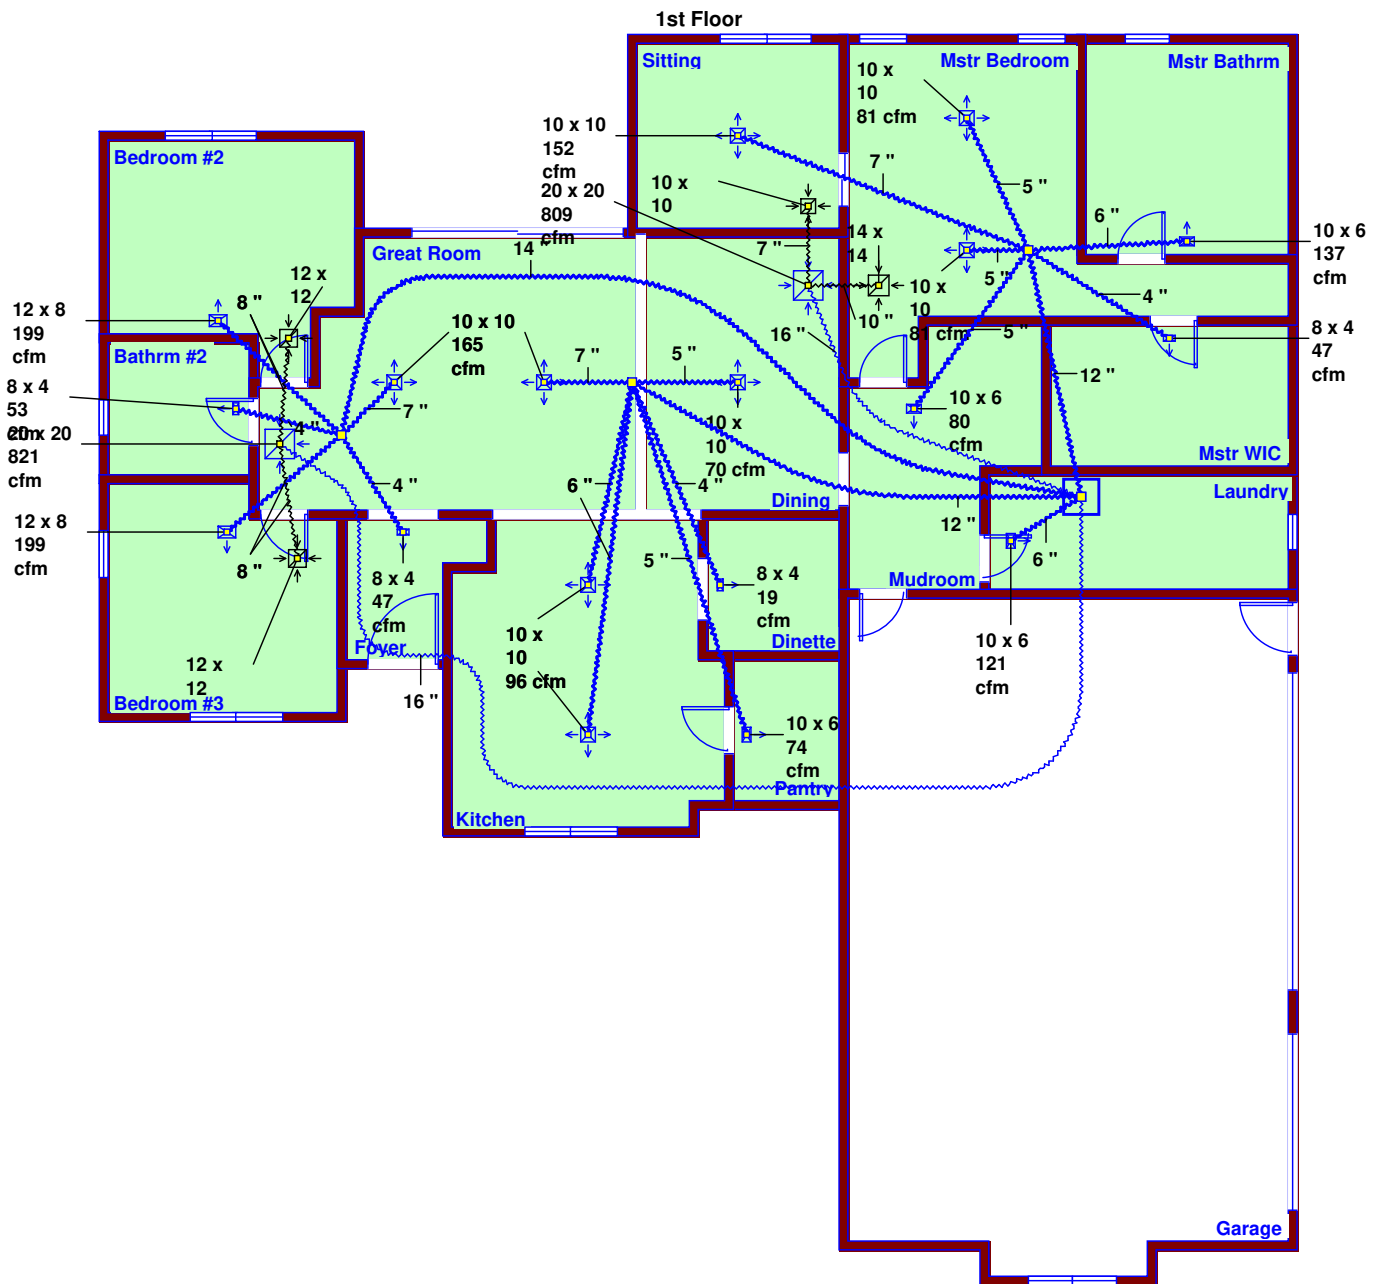 1st Floor
Sitting
Mstr Bedroom
Mstr Bathrm
10 x
10
81 cfm
10 x 10
152
cfm
Bedroom #2
7 "
5 "
10 x
10
20 x 20
809
cfm
6 "
10 x 6
137
cfm
14 "
Great Room
7 "
14 x
14
12 x
12
5 "
10 x
10
81 cfm
4 "
8 "
12 x 8
199
cfm
10 x 10
165
cfm
10 "
16 "
5 "
8 x 4
47
cfm
Bathrm #2
7 "
5 "
12 "
8 x 4
53
cfm
20 x 20
821
cfm
7 "
4 "
10 x
10
70 cfm
10 x 6
80
cfm
Mstr WIC
4 "
6 "
4 "
Dining
Laundry
12 x 8
199
cfm
12 "
8 "
5 "
6 "
8 x 4
47
cfm
8 x 4
19
cfm
Mudroom
Foyer
10 x
10
96 cfm
Dinette
10 x 6
121
cfm
12 x
12
16 "
Bedroom #3
10 x 6
74
cfm
Pantry
Kitchen
Garage